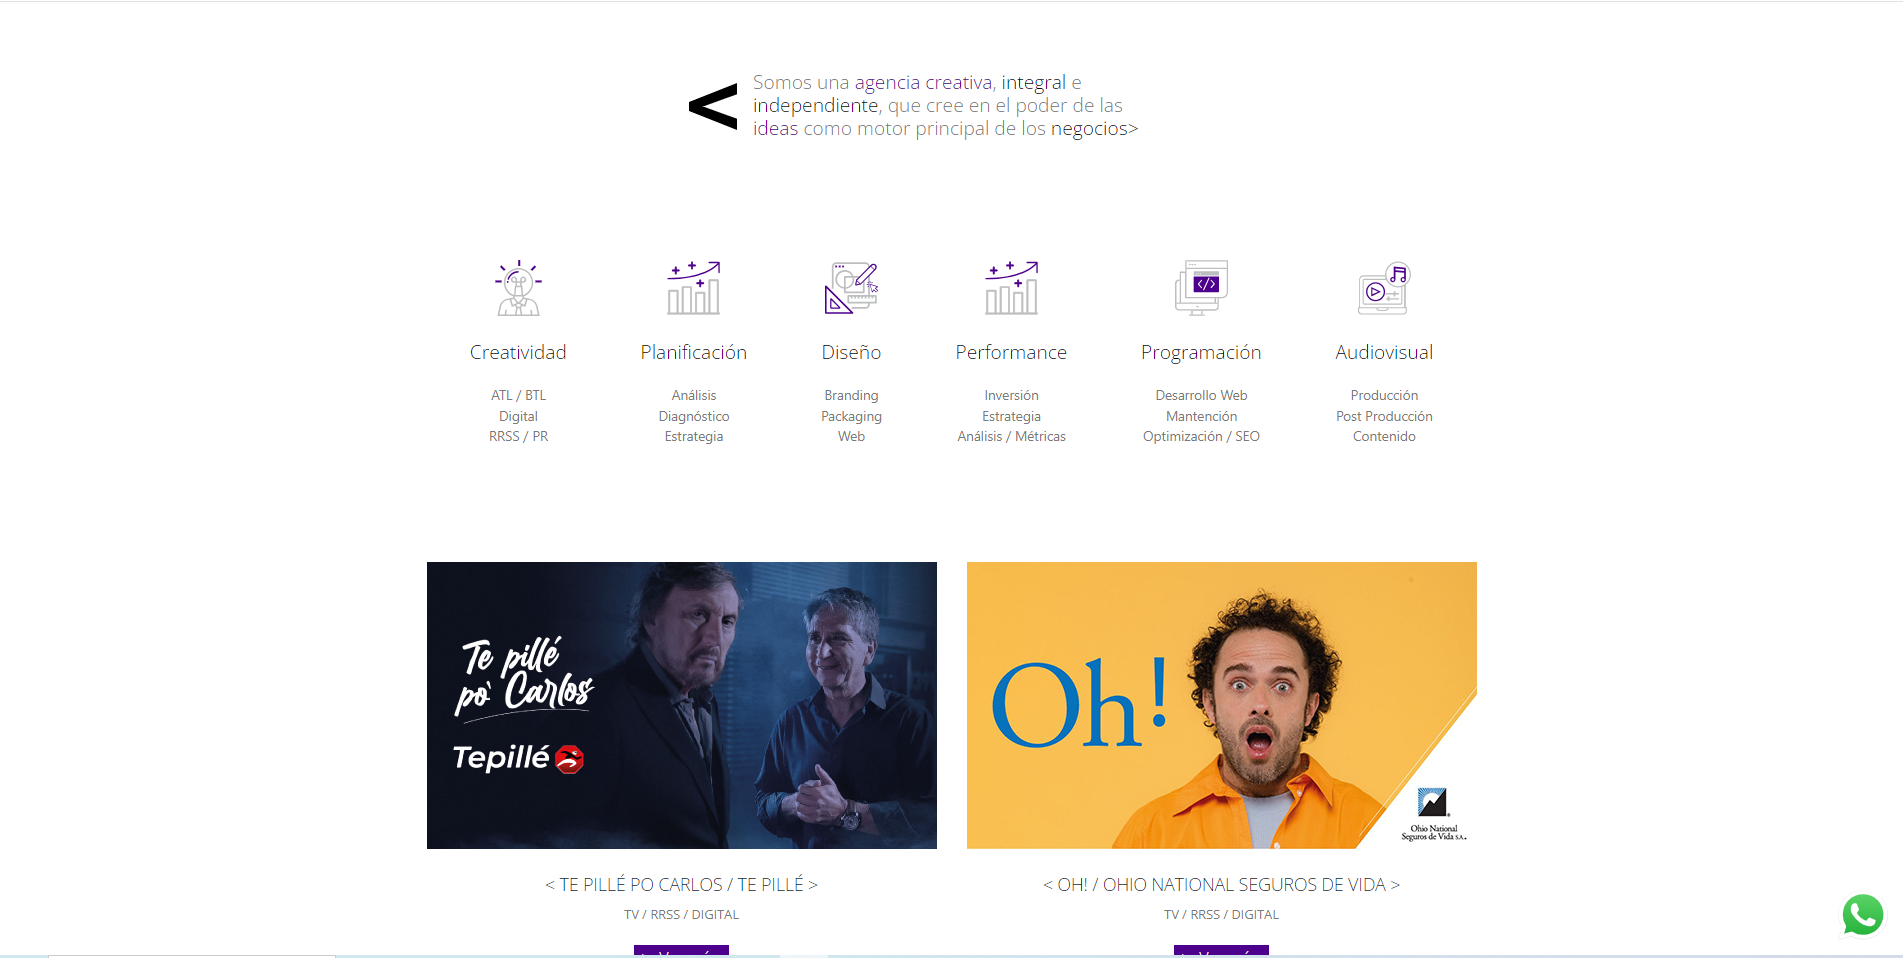 Somos una agencia creativa, integral e
independiente, que cree en el poder de las
ideas como motor principal de los negocios>
Creatividad
ATL / BTL
Digital
RRSS / PR
Planificación
Análisis
Diagnóstico
Estrategia
Diseño
Branding
Packaging
Web
Performance
Inversión
Estrategia
Análisis / Métricas
Programación
Desarrollo Web
Mantención
Optimización / SEO
Audiovisual
Producción
Post Producción
Contenido
Te pillé
po' Carlos
Tepillé
Oh!
Ohio National
Seguros de Vida S.A.
< TE PILLÉ PO CARLOS / TE PILLÉ >
TV / RRSS / DIGITAL
< OH! / OHIO NATIONAL SEGUROS DE VIDA >
TV / RRSS / DIGITAL